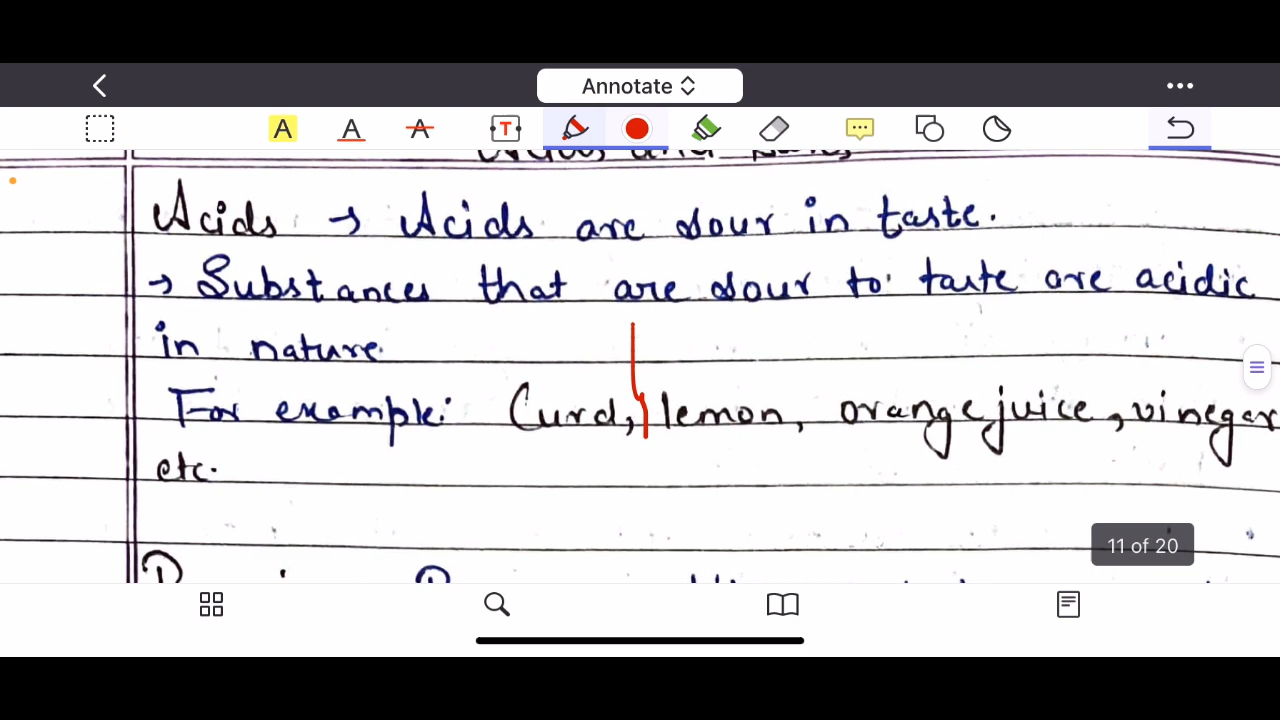 Annotate
Acids → Acids are sour in taste.
→ Substances that are sour to taste are acidic
in nature.
For example: Curd, lemon, orange juice, vinegar
etc.
11 of 20